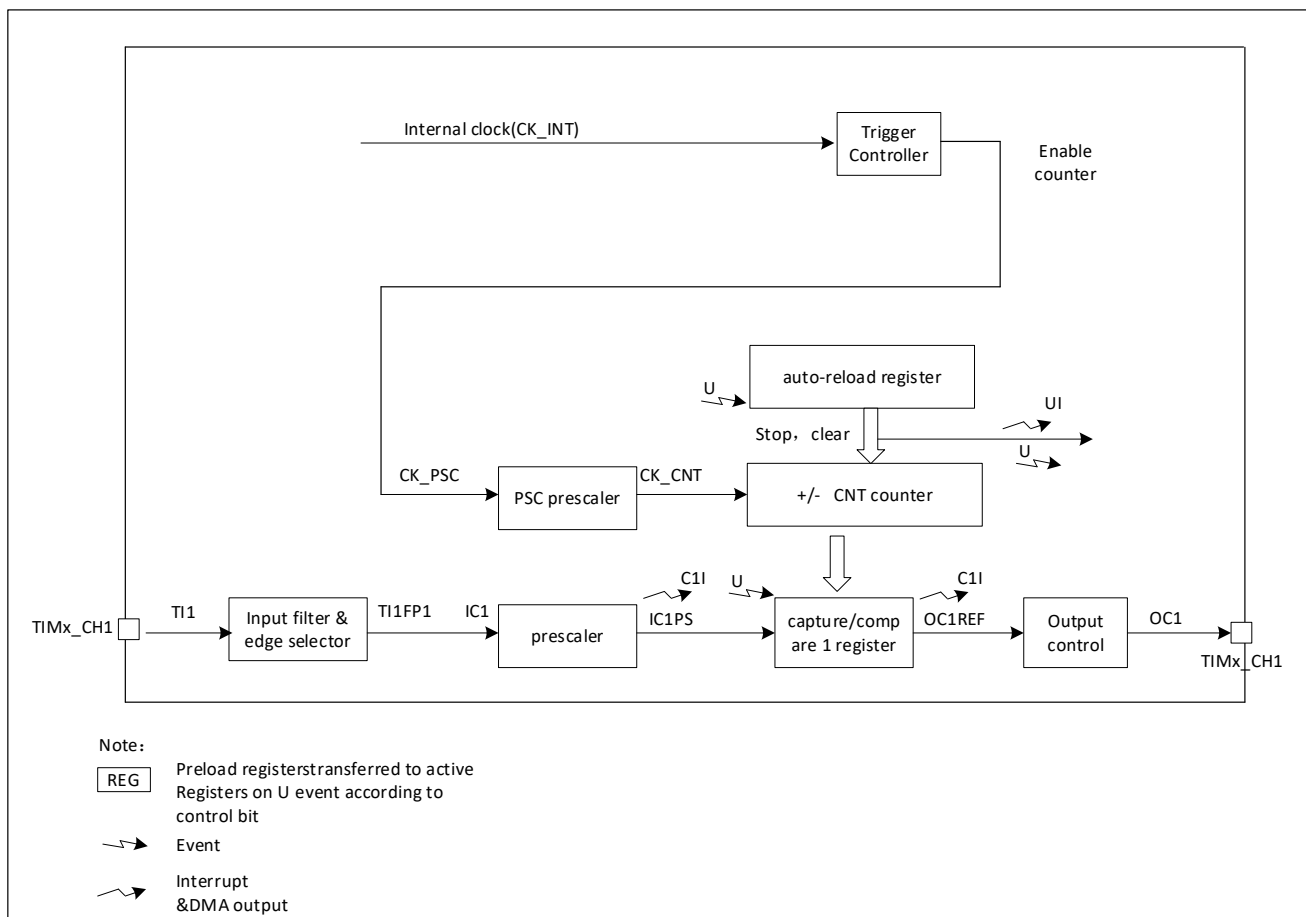 Internal clock(CK_INT)
Trigger
Controller
Enable
counter
auto-reload register
U
UI
Stop，clear
U
CK_PSC
PSC prescaler
CK_CNT
+/- CNT counter
TIMx_CH1
TI1
Input filter &
edge selector
TI1FP1
IC1
prescaler
C1I
IC1PS
U
capture/comp
are 1 register
C1I
OC1REF
Output
control
OC1
TIMx_CH1
Note：
REG
Preload registerstransferred to active
Registers on U event according to
control bit
Event
Interrupt
&DMA output